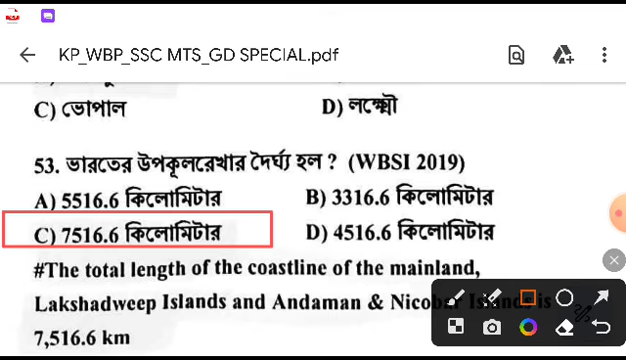 KP_WBP_SSC MTS_GD SPECIAL.pdf
C) ভোপাল D) লক্ষ্ণৌ
53. ভারতের উপকূলরেখার দৈর্ঘ্য হল ? (WBSI 2019)
A) 5516.6 কিলোমিটার B) 3316.6 কিলোমিটার
C) 7516.6 কিলোমিটার D) 4516.6 কিলোমিটার
#The total length of the coastline of the mainland,
Lakshadweep Islands and Andaman & Nicobar Islands is
7,516.6 km